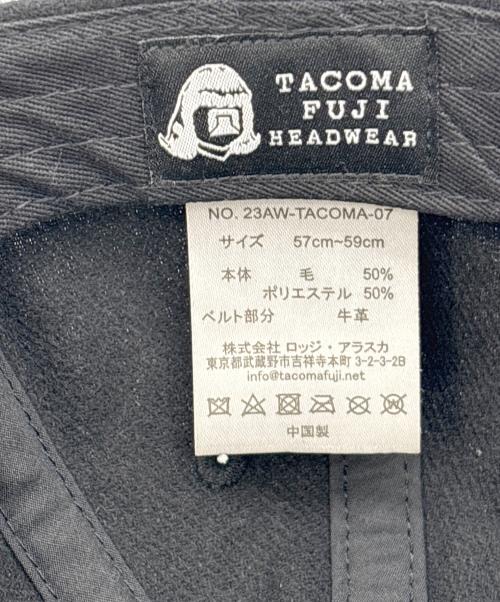 TACOMA
FUJI
HEADWEAR
NO. 23AW-TACOMA-07
サイズ 57cm~59cm
本体 毛 50%
ポリエステル 50%
ベルト部分 牛革
株式会社 ロッジ・アラスカ
東京都武蔵野市吉祥寺本町 3-2-3-2B
info@tacomafuji.net
中国製